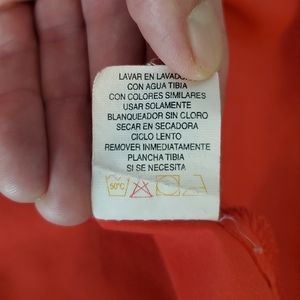 LAVAR EN LAVADORA
CON AGUA TIBIA
CON COLORES SIMILARES
USAR SOLAMENTE
BLANQUEADOR SIN CLORO
SECAR EN SECADORA
CICLO LENTO
REMOVER INMEDIATAMENTE
PLANCHA TIBIA
SI SE NECESITA
50°C